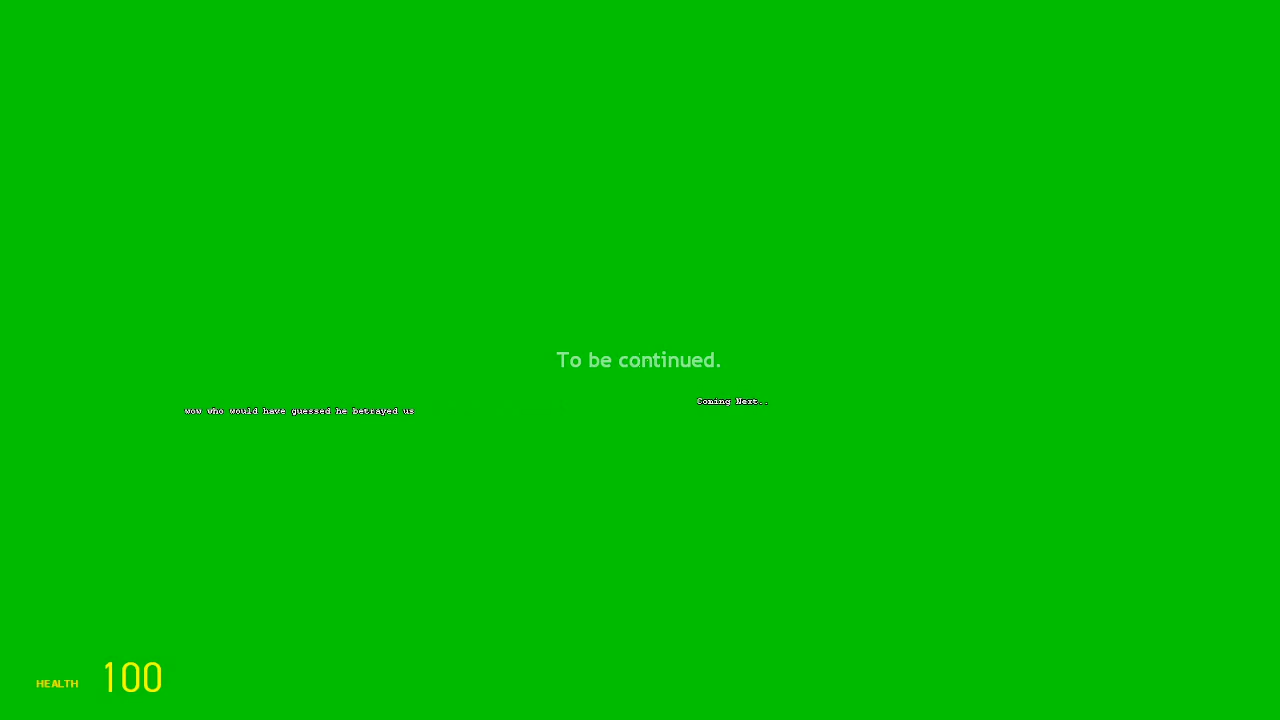 To be continued.
Coming Next..
wow who would have guessed he betrayed us
HEALTH 100